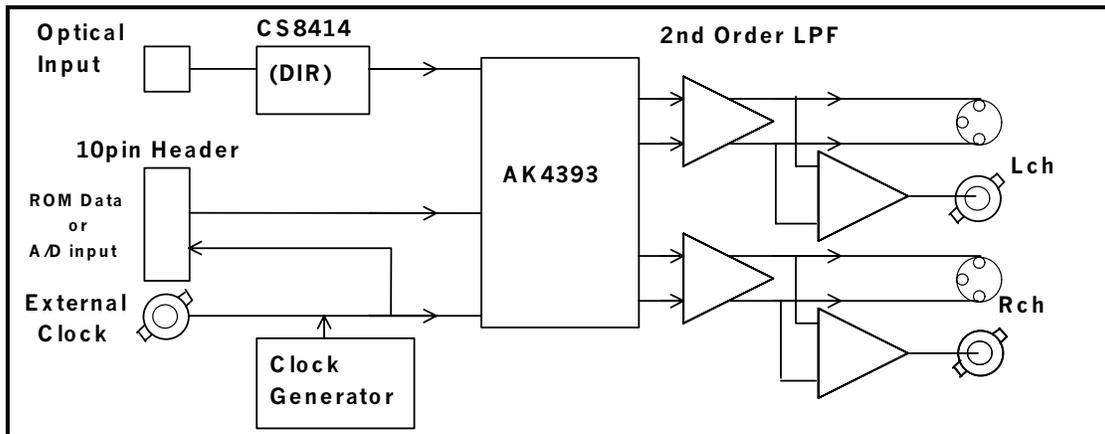 Optical
Input
CS8414
(DIR)
2nd Order LPF
10pin Header
ROM Data
or
A/D input
AK4393
Lch
External
Clock
Rch
Clock
Generator